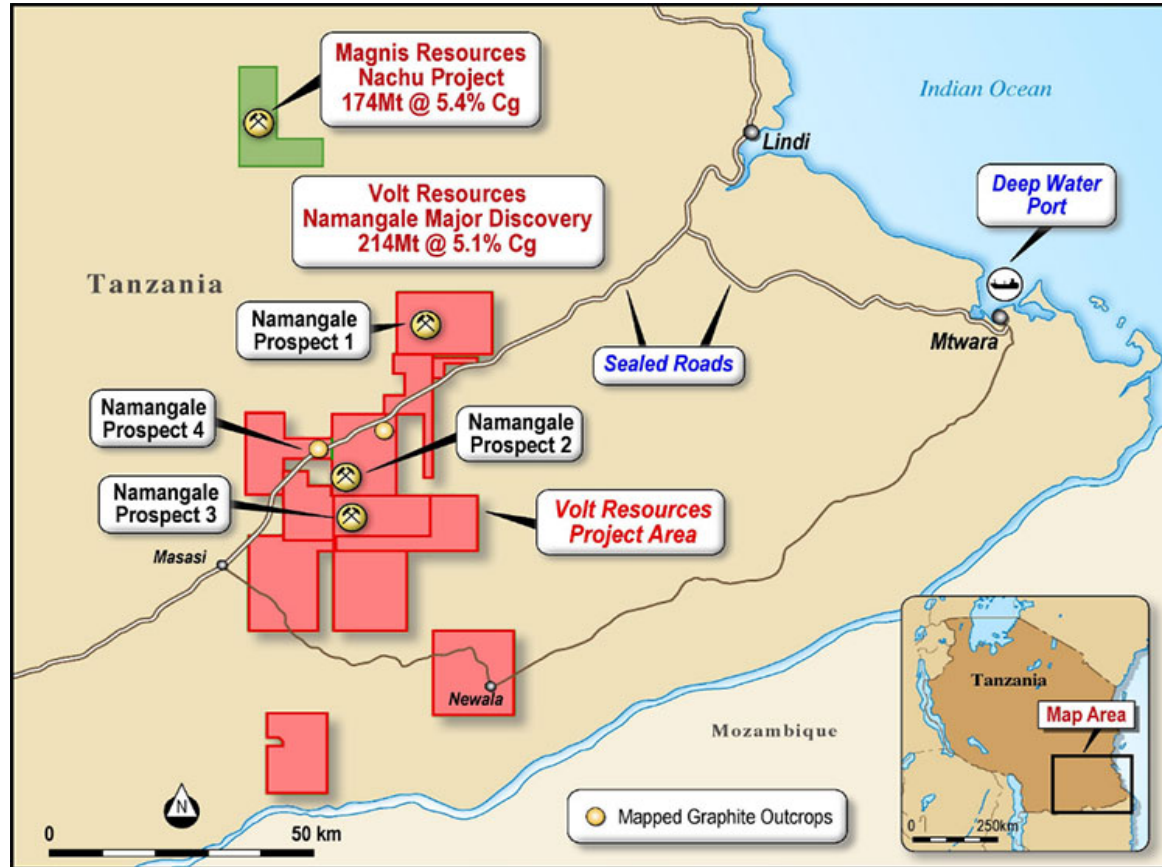 Magnis Resources
Nachu Project
174Mt @ 5.4% Cg
Indian Ocean
Lindi
Deep Water
Port
Volt Resources
Namangale Major Discovery
214Mt @ 5.1% Cg
Tanzania
Namangale
Prospect 1
Mtwara
Sealed Roads
Namangale
Prospect 4
Namangale
Prospect 2
Namangale
Prospect 3
Volt Resources
Project Area
Masasi
Newala
Mozambique
Tanzania
Map Area
0 250km
N
0 50 km
Mapped Graphite Outcrops